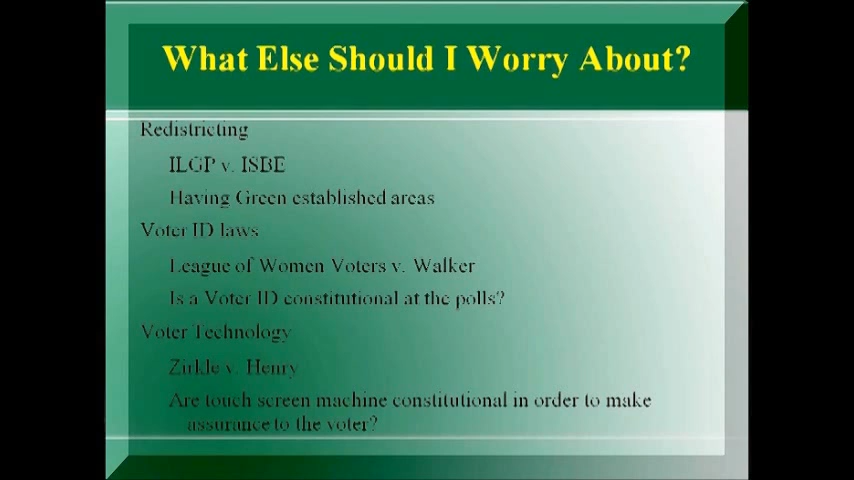 What Else Should I Worry About?
Redistricting
ILGP v. ISBE
Having Green established areas
Voter ID laws
League of Women Voters v. Walker
Is a Voter ID constitutional at the polls?
Voter Technology
Zirkle v. Henry
Are touch screen machine constitutional in order to make
assurance to the voter?